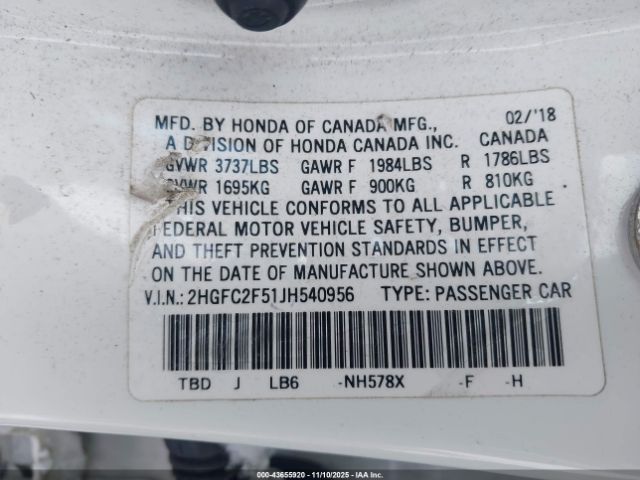 MFD. BY HONDA OF CANADA MFG., 02/'18
A DIVISION OF HONDA CANADA INC. CANADA
GVWR 3737LBS GAWR F 1984LBS R 1786LBS
GVWR 1695KG GAWR F 900KG R 810KG
THIS VEHICLE CONFORMS TO ALL APPLICABLE
FEDERAL MOTOR VEHICLE SAFETY, BUMPER,
AND THEFT PREVENTION STANDARDS IN EFFECT
ON THE DATE OF MANUFACTURE SHOWN ABOVE.
V.I.N.: 2HGFC2F51JH540956 TYPE: PASSENGER CAR
TBD J LB6 -NH578X -F -H
000-43655920 - 11/10/2025 - IAAI.COM